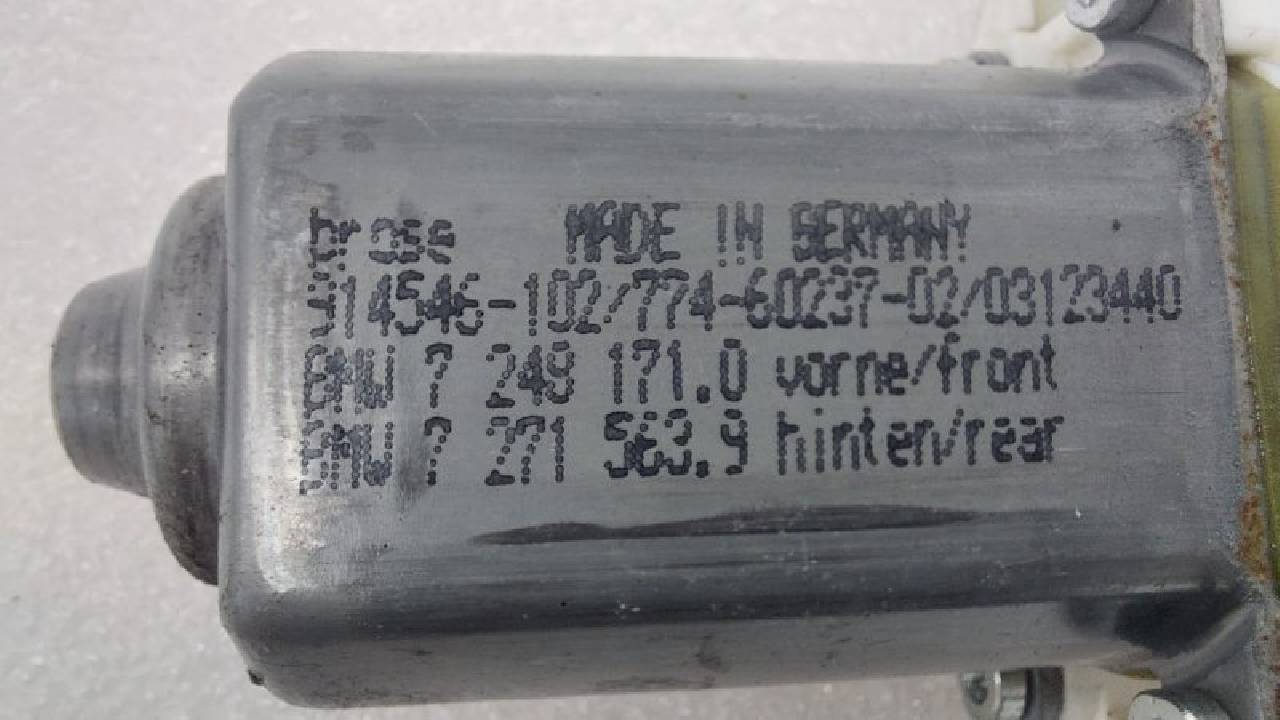 Brose MADE IN GERMANY
914546-102/774-60237-02/03123440
BMW 7 249 171.0 vorne/front
BMW 7 271 563.9 hinten/rear